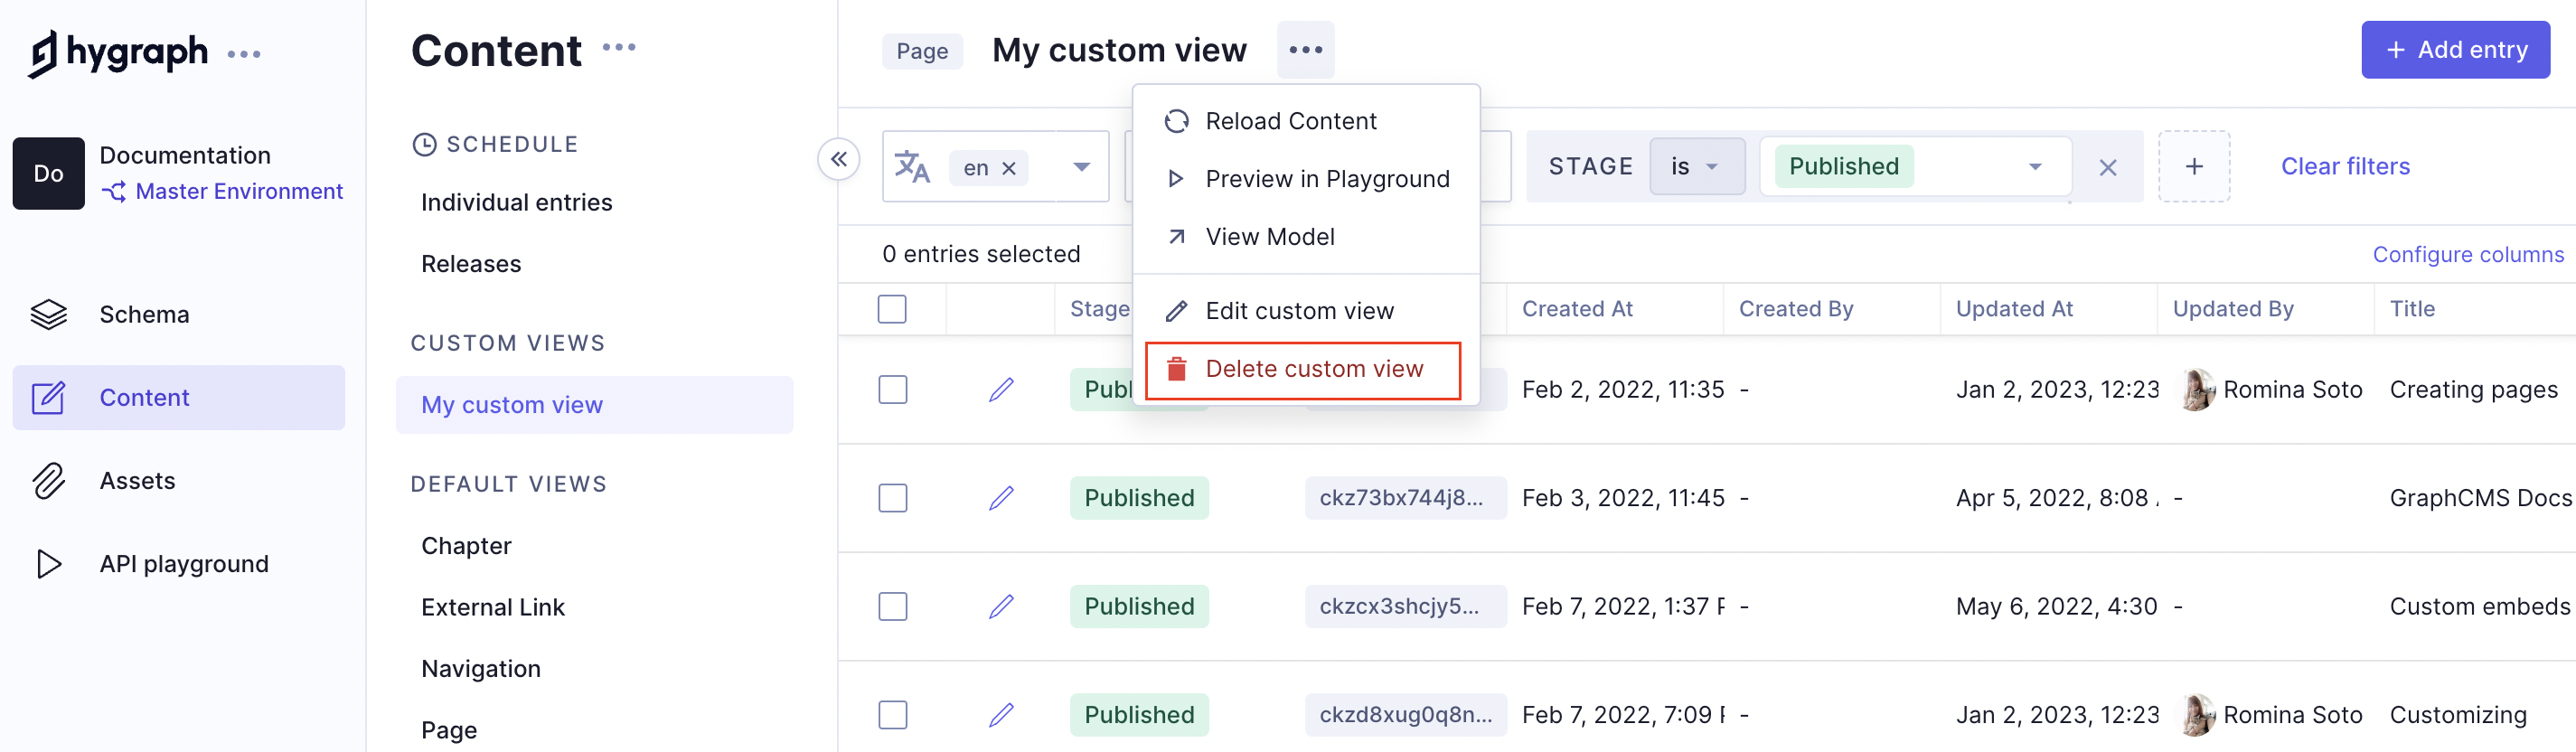 hygraph
Do
Documentation
Master Environment
Schema
Content
Assets
API playground
Content
SCHEDULE
Individual entries
Releases
CUSTOM VIEWS
My custom view
DEFAULT VIEWS
Chapter
External Link
Navigation
Page
Page My custom view
+ Add entry
Reload Content
Preview in Playground
View Model
Edit custom view
Delete custom view
en STAGE is Published + Clear filters
0 entries selected Configure columns
Stage Created At Created By Updated At Updated By Title
Feb 2, 2022, 11:35 - Jan 2, 2023, 12:23 Romina Soto Creating pages
Published ckz73bx744j8... Feb 3, 2022, 11:45 - Apr 5, 2022, 8:08 - GraphCMS Docs
Published ckzcx3shcjy5... Feb 7, 2022, 1:37 - May 6, 2022, 4:30 - Custom embeds
Published ckzd8xug0q8n... Feb 7, 2022, 7:09 - Jan 2, 2023, 12:23 Romina Soto Customizing